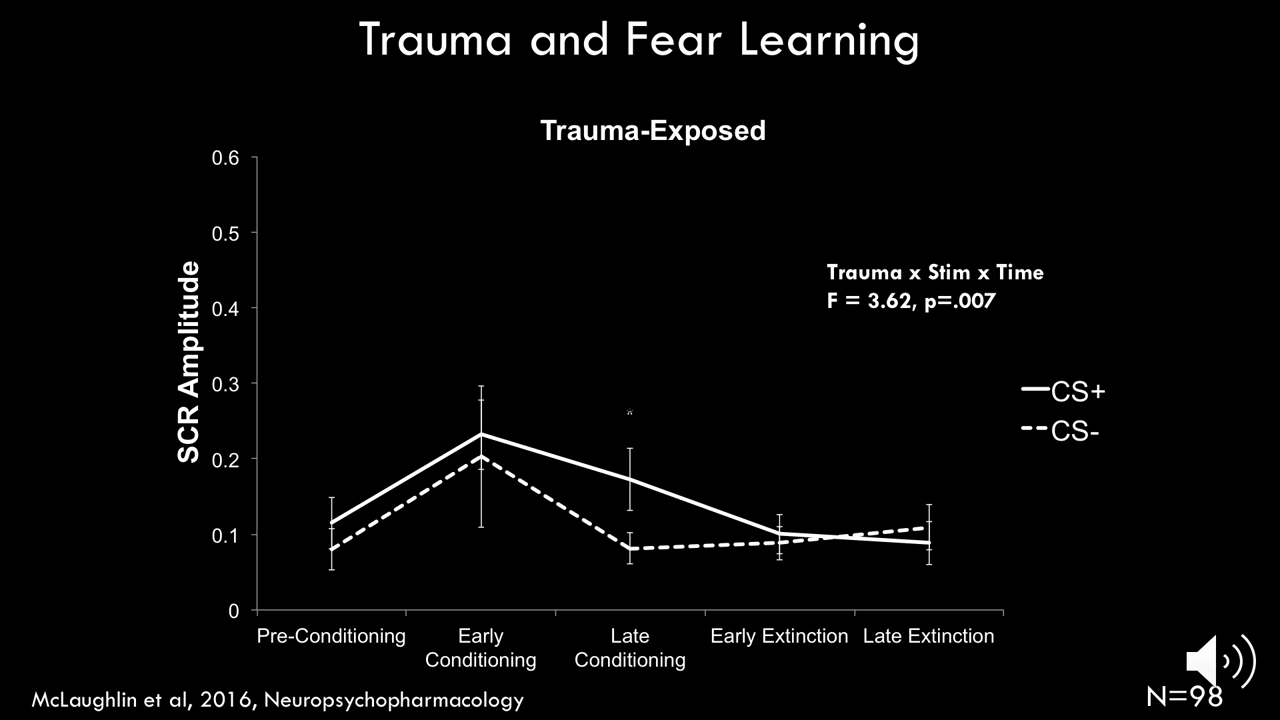 Trauma and Fear Learning
Trauma-Exposed
0.6
0.5
0.4
0.3
0.2
0.1
0
SCR Amplitude
Trauma x Stim x Time
F = 3.62, p=.007
*
CS+
CS-
Pre-Conditioning
Early
Conditioning
Late
Conditioning
Early Extinction
Late Extinction
McLaughlin et al, 2016, Neuropsychopharmacology
N=98